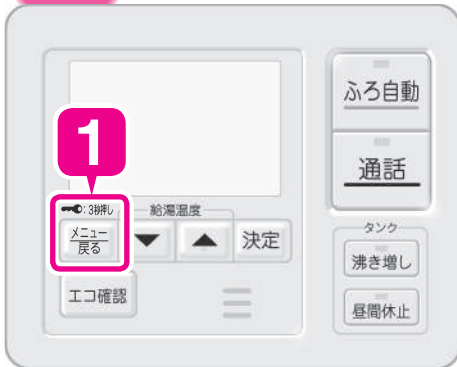 1
:3秒押し
給湯温度
メニュー
戻る
▼
▲
決定
エコ確認
ふろ自動
通話
タンク
沸き増し
昼間休止